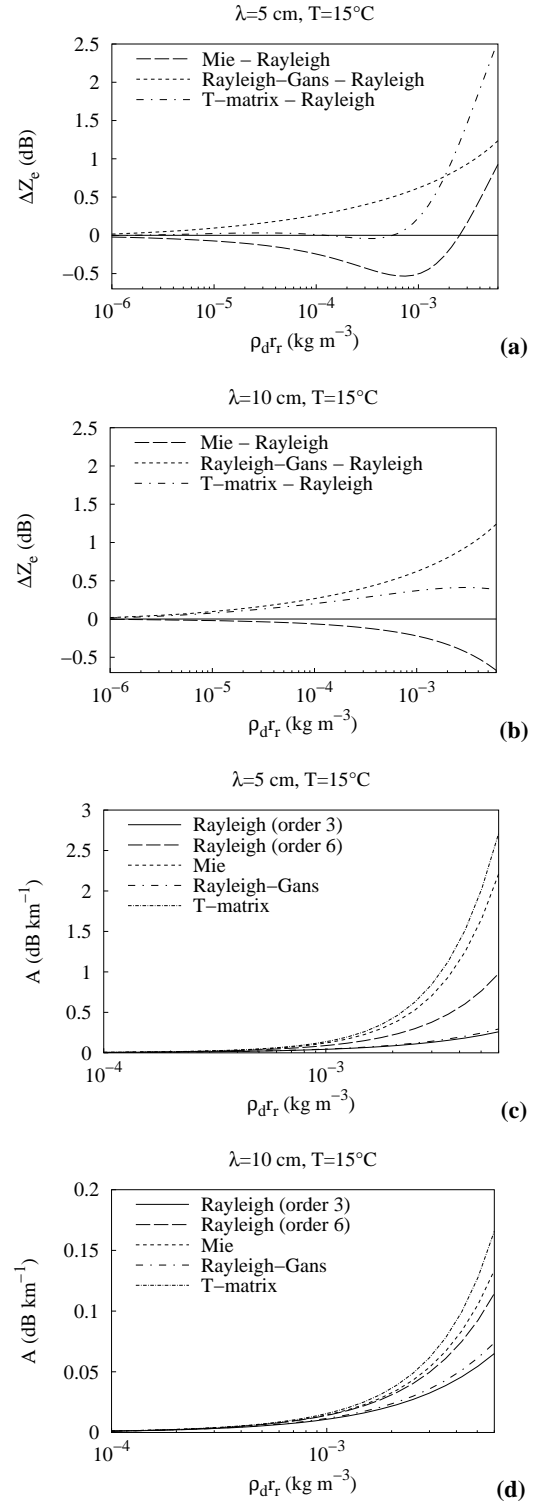 λ=5 cm, T=15°C
2.5
2
1.5
1
0.5
0
−0.5
ΔZe (dB)
Mie − Rayleigh
Rayleigh−Gans − Rayleigh
T−matrix − Rayleigh
10−6 10−5 10−4 10−3
ρdrr (kg m−3)
(a)
λ=10 cm, T=15°C
2.5
2
1.5
1
0.5
0
−0.5
ΔZe (dB)
Mie − Rayleigh
Rayleigh−Gans − Rayleigh
T−matrix − Rayleigh
10−6 10−5 10−4 10−3
ρdrr (kg m−3)
(b)
λ=5 cm, T=15°C
3
2.5
2
1.5
1
0.5
0
A (dB km−1)
Rayleigh (order 3)
Rayleigh (order 6)
Mie
Rayleigh−Gans
T−matrix
10−4 10−3
ρdrr (kg m−3)
(c)
λ=10 cm, T=15°C
0.2
0.15
0.1
0.05
0
A (dB km−1)
Rayleigh (order 3)
Rayleigh (order 6)
Mie
Rayleigh−Gans
T−matrix
10−4 10−3
ρdrr (kg m−3)
(d)